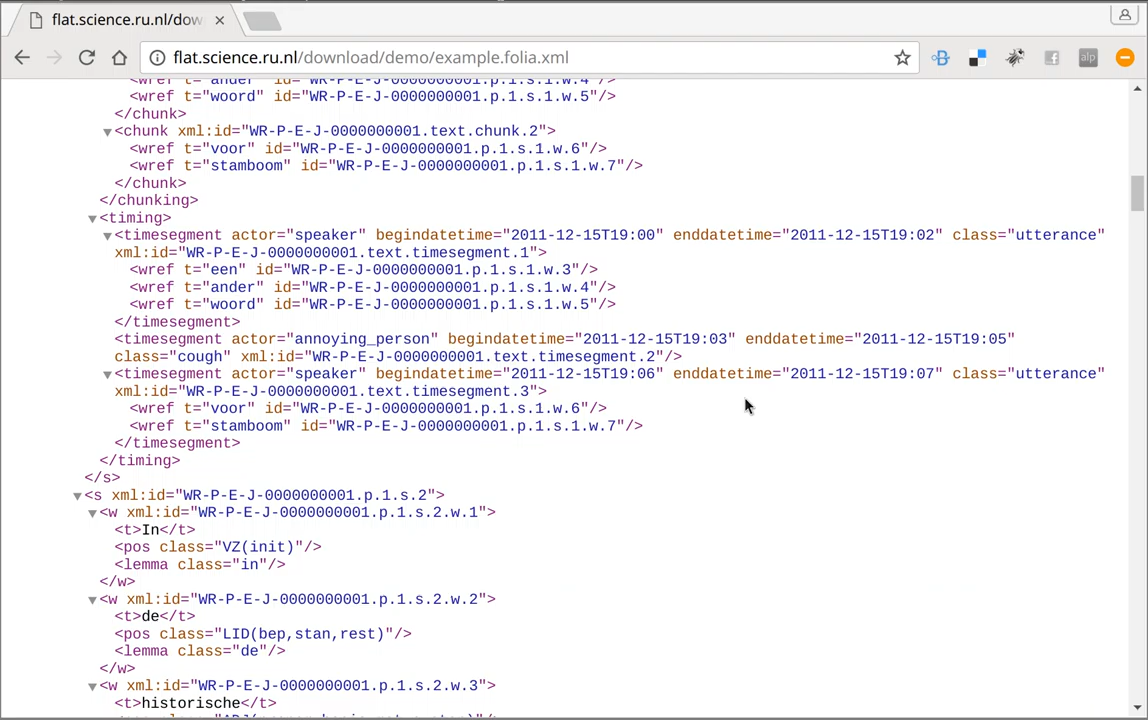 flat.science.ru.nl/dow
flat.science.ru.nl/download/demo/example.folia.xml
alp
<wref t="ander" id="WR-P-E-J-0000000001.p.1.s.1.w.4"/>
<wref t="woord" id="WR-P-E-J-0000000001.p.1.s.1.w.5"/>
</chunk>
▼<chunk xml:id="WR-P-E-J-0000000001.text.chunk.2">
<wref t="voor" id="WR-P-E-J-0000000001.p.1.s.1.w.6"/>
<wref t="stamboom" id="WR-P-E-J-0000000001.p.1.s.1.w.7"/>
</chunk>
</chunking>
▼<timing>
▼<timesegment actor="speaker" begindatetime="2011-12-15T19:00" enddatetime="2011-12-15T19:02" class="utterance"
xml:id="WR-P-E-J-0000000001.text.timesegment.1">
<wref t="een" id="WR-P-E-J-0000000001.p.1.s.1.w.3"/>
<wref t="ander" id="WR-P-E-J-0000000001.p.1.s.1.w.4"/>
<wref t="woord" id="WR-P-E-J-0000000001.p.1.s.1.w.5"/>
</timesegment>
<timesegment actor="annoying_person" begindatetime="2011-12-15T19:03" enddatetime="2011-12-15T19:05"
class="cough" xml:id="WR-P-E-J-0000000001.text.timesegment.2"/>
▼<timesegment actor="speaker" begindatetime="2011-12-15T19:06" enddatetime="2011-12-15T19:07" class="utterance"
xml:id="WR-P-E-J-0000000001.text.timesegment.3">
<wref t="voor" id="WR-P-E-J-0000000001.p.1.s.1.w.6"/>
<wref t="stamboom" id="WR-P-E-J-0000000001.p.1.s.1.w.7"/>
</timesegment>
</timing>
</s>
▼<s xml:id="WR-P-E-J-0000000001.p.1.s.2">
▼<w xml:id="WR-P-E-J-0000000001.p.1.s.2.w.1">
<t>In</t>
<pos class="VZ(init)"/>
<lemma class="in"/>
</w>
▼<w xml:id="WR-P-E-J-0000000001.p.1.s.2.w.2">
<t>de</t>
<pos class="LID(bep,stan,rest)"/>
<lemma class="de"/>
</w>
▼<w xml:id="WR-P-E-J-0000000001.p.1.s.2.w.3">
<t>historische</t>